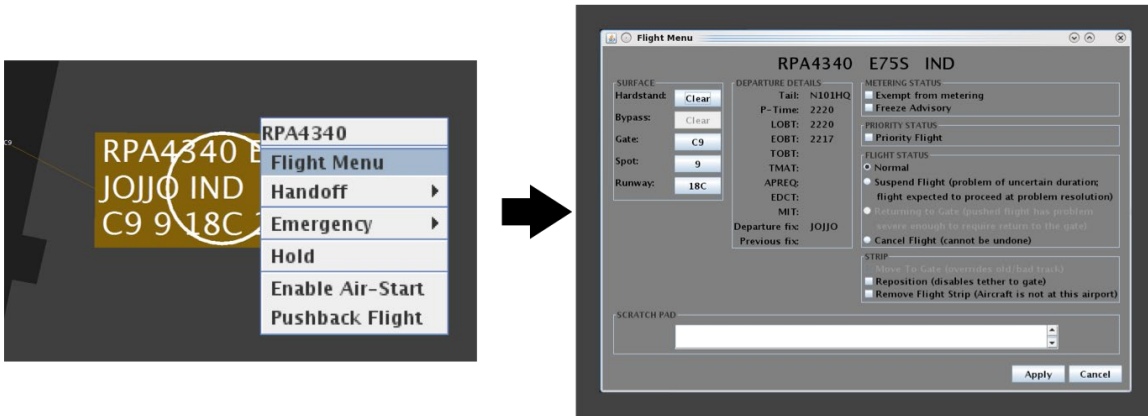 C9
RPA4340 E
JOJJO IND
C9 9 18C 2
RPA4340
Flight Menu
Handoff
Emergency
Hold
Enable Air-Start
Pushback Flight
Flight Menu
RPA4340 E75S IND
SURFACE
Hardstand: Clear
Bypass: Clear
Gate: C9
Spot: 9
Runway: 18C
DEPARTURE DETAILS
Tail: N101HQ
P-Time: 2220
LOBT: 2220
EOBT: 2217
TOBT:
TMAT:
APREQ:
EDCT:
MIT:
Departure fix: JOJJO
Previous fix:
METERING STATUS
Exempt from metering
Freeze Advisory
PRIORITY STATUS
Priority Flight
FLIGHT STATUS
Normal
Suspend Flight (problem of uncertain duration;
flight expected to proceed at problem resolution)
Returning to Gate (pushed flight has problem
severe enough to require return to the gate)
Cancel Flight (cannot be undone)
STRIP
Move To Gate (overrides old/bad track)
Reposition (disables tether to gate)
Remove Flight Strip (Aircraft is not at this airport)
SCRATCH PAD
Apply Cancel